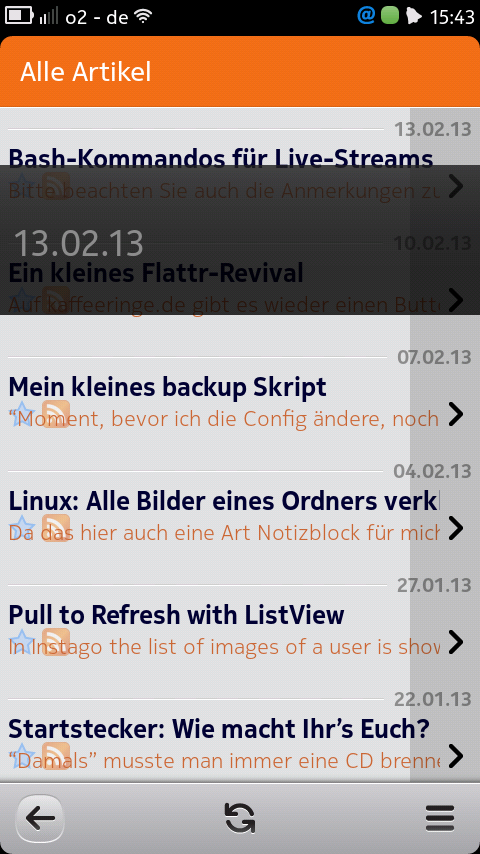 o2 - de
@
15:43
Alle Artikel
13.02.13
Bash-Kommandos für Live-Streams
Bitte beachten Sie auch die Anmerkungen zu
13.02.13
10.02.13
Ein kleines Flattr-Revival
Auf kaffeeringe.de gibt es wieder einen Butt
07.02.13
Mein kleines backup Skript
“Moment, bevor ich die Config ändere, noch
04.02.13
Linux: Alle Bilder eines Ordners verkl
Da das hier auch eine Art Notizblock für mich
27.01.13
Pull to Refresh with ListView
In Instago the list of images of a user is show
22.01.13
Startstecker: Wie macht Ihr’s Euch?
“Damals” musste man immer eine CD brenne